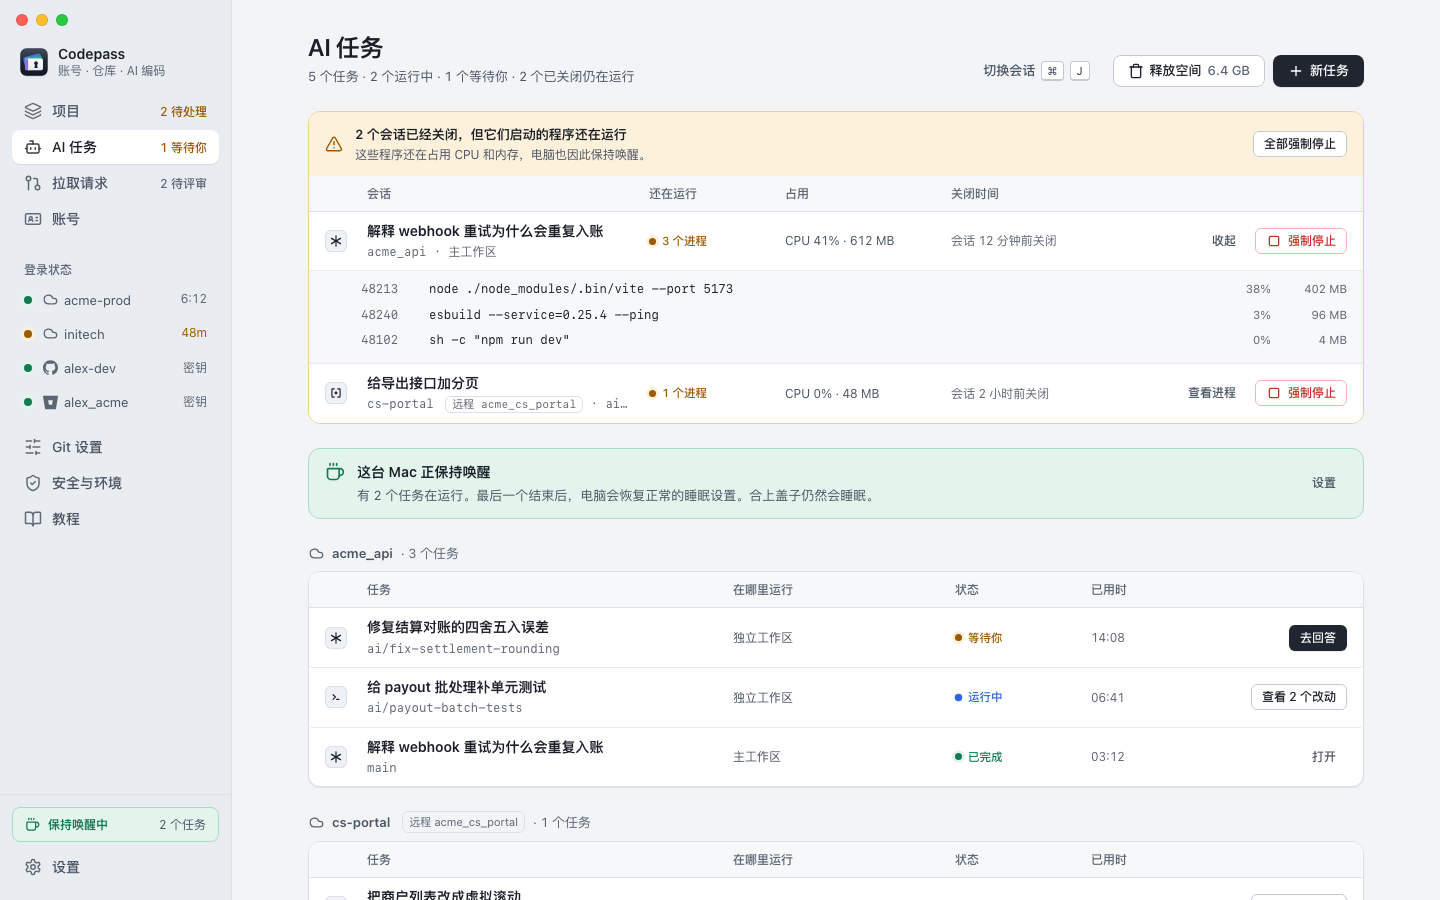 Codepass
账号 · 仓库 · AI 编码
项目 2 待处理
AI 任务 1 等待你
拉取请求 2 待评审
账号
登录状态
acme-prod 6:12
initech 48m
alex-dev 密钥
alex_acme 密钥
Git 设置
安全与环境
教程
保持唤醒中 2 个任务
设置
AI 任务
5 个任务 · 2 个运行中 · 1 个等待你 · 2 个已关闭仍在运行
切换会话 ⌘ J
释放空间 6.4 GB
新任务
2 个会话已经关闭，但它们启动的程序还在运行
这些程序还在占用 CPU 和内存，电脑也因此保持唤醒。
全部强制停止
会话 还在运行 占用 关闭时间
解释 webhook 重试为什么会重复入账
acme_api · 主工作区
3 个进程 CPU 41% · 612 MB 会话 12 分钟前关闭 收起 强制停止
48213 node ./node_modules/.bin/vite --port 5173 38% 402 MB
48240 esbuild --service=0.25.4 --ping 3% 96 MB
48102 sh -c "npm run dev" 0% 4 MB
给导出接口加分页
cs-portal 远程 acme_cs_portal · ai…
1 个进程 CPU 0% · 48 MB 会话 2 小时前关闭 查看进程 强制停止
这台 Mac 正保持唤醒
有 2 个任务在运行。最后一个结束后，电脑会恢复正常的睡眠设置。合上盖子仍然会睡眠。
设置
acme_api · 3 个任务
任务 在哪里运行 状态 已用时
修复结算对账的四舍五入误差
ai/fix-settlement-rounding
独立工作区 等待你 14:08 去回答
给 payout 批处理补单元测试
ai/payout-batch-tests
独立工作区 运行中 06:41 查看 2 个改动
解释 webhook 重试为什么会重复入账
main
主工作区 已完成 03:12 打开
cs-portal 远程 acme_cs_portal · 1 个任务
任务 在哪里运行 状态 已用时
把商户列表改成虚拟滚动